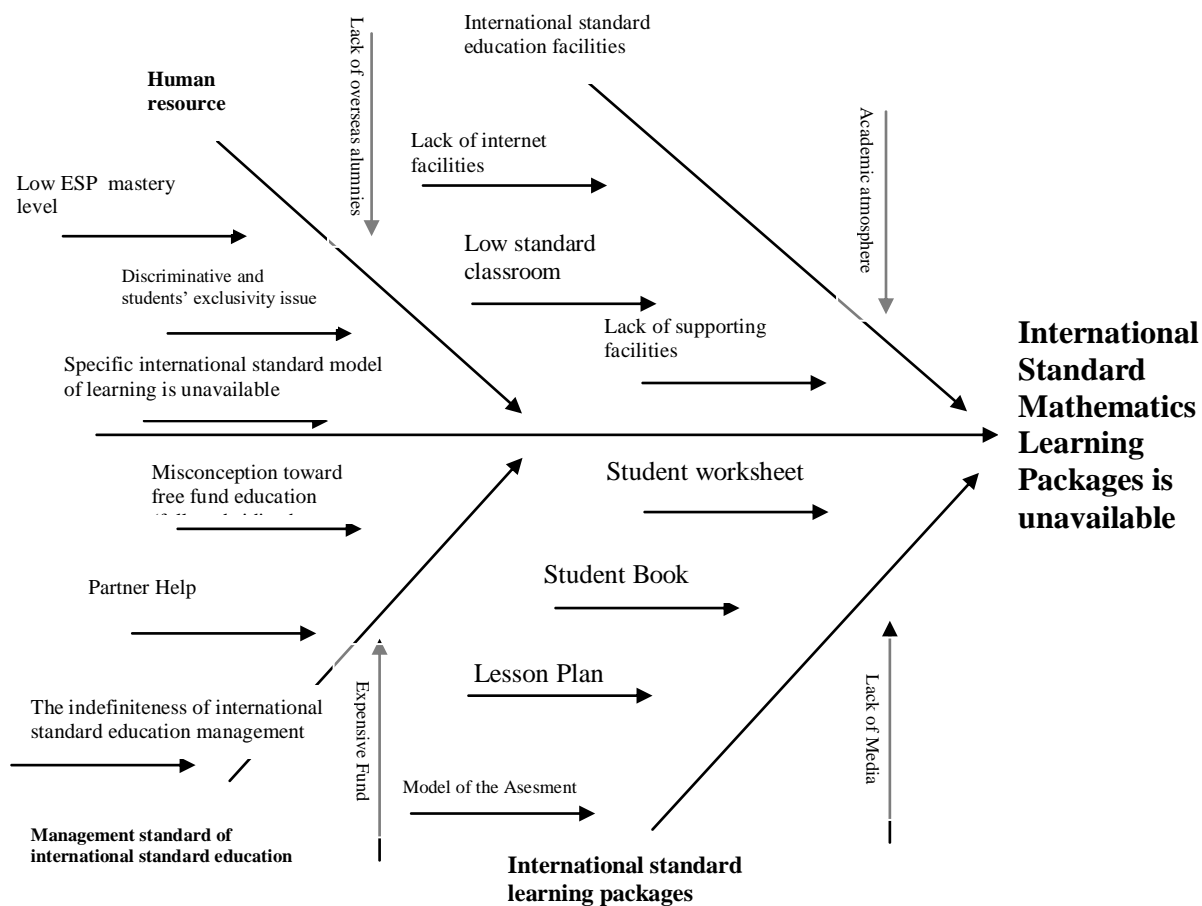 International standard
education facilities
Lack of overseas alumnies
Human
resource
Academic atmosphere
Lack of internet
facilities
Low ESP mastery
level
Low standard
classroom
Discriminative and
students’ exclusivity issue
Lack of supporting
facilities
Specific international standard model
of learning is unavailable
International
Standard
Mathematics
Learning
Packages is
unavailable
Misconception toward
free fund education
Student worksheet
Student Book
Partner Help
Lesson Plan
The indefiniteness of international
standard education management
Expensive Fund
Lack of Media
Model of the Asesment
Management standard of
international standard education
International standard
learning packages